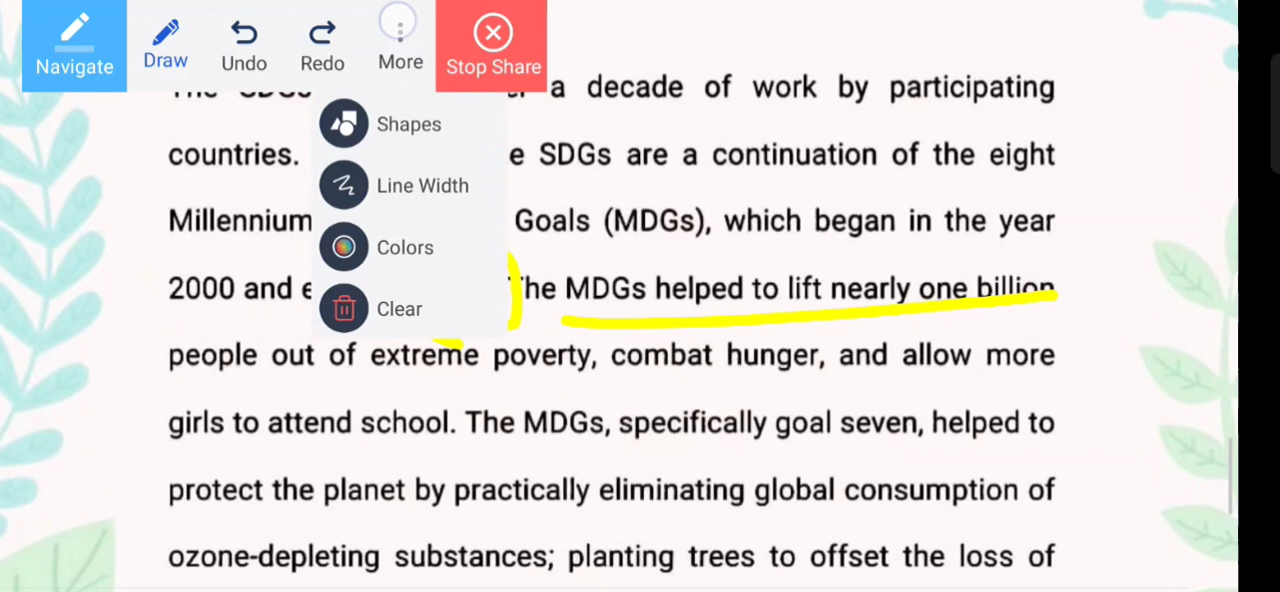 Navigate Draw Undo Redo More Stop Share
a decade of work by participating
Shapes
countries. SDGs are a continuation of the eight
Line Width
Millennium Goals (MDGs), which began in the year
Colors
2000 and The MDGs helped to lift nearly one billion
Clear
people out of extreme poverty, combat hunger, and allow more
girls to attend school. The MDGs, specifically goal seven, helped to
protect the planet by practically eliminating global consumption of
ozone-depleting substances; planting trees to offset the loss of